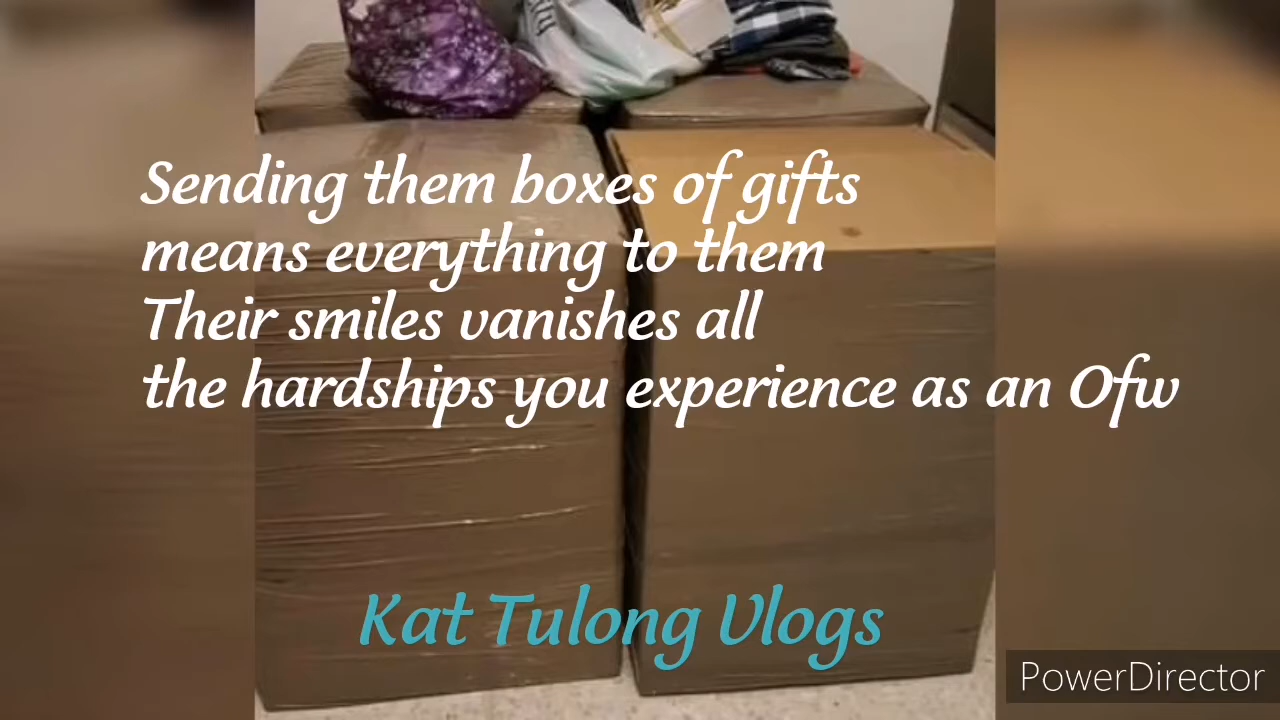 Sending them boxes of gifts
means everything to them
Their smiles vanishes all
the hardships you experience as an Ofw
Kat Tulong Vlogs
PowerDirector